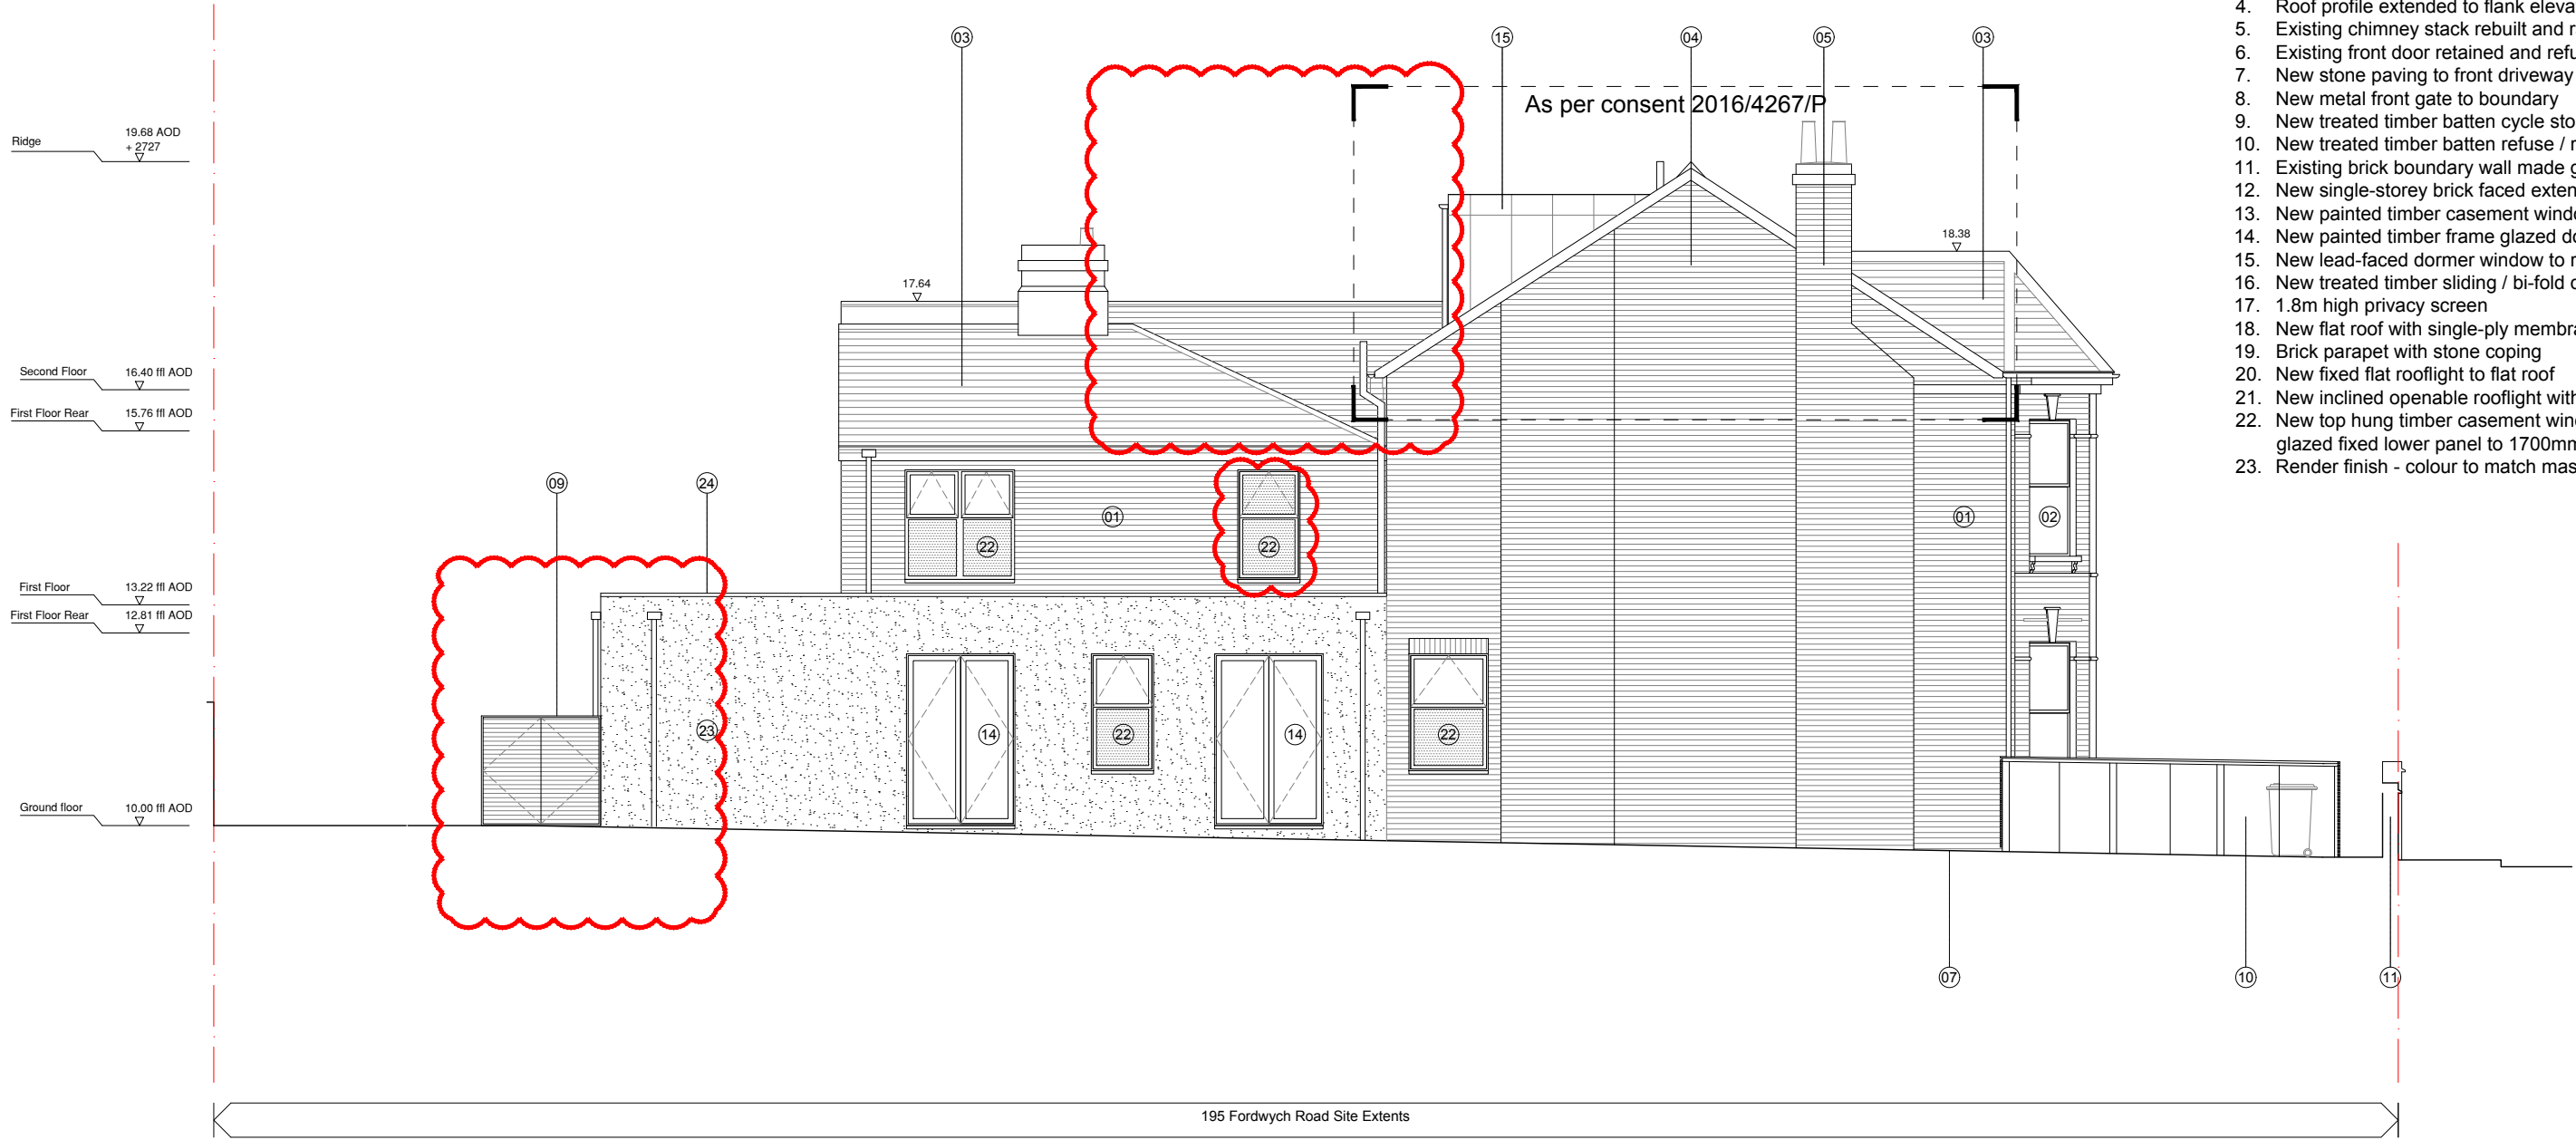 4. Roof profile extended to flank eleva
5. Existing chimney stack rebuilt and r
6. Existing front door retained and refu
7. New stone paving to front driveway
8. New metal front gate to boundary
9. New treated timber batten cycle sto
10. New treated timber batten refuse / r
11. Existing brick boundary wall made g
12. New single-storey brick faced exten
13. New painted timber casement windo
14. New painted timber frame glazed do
15. New lead-faced dormer window to r
16. New treated timber sliding / bi-fold d
17. 1.8m high privacy screen
18. New flat roof with single-ply membra
19. Brick parapet with stone coping
20. New fixed flat rooflight to flat roof
21. New inclined openable rooflight with
22. New top hung timber casement wind
glazed fixed lower panel to 1700mm
23. Render finish - colour to match mas
03
15
04
05
03
As per consent 2016/4267/P
Ridge
19.68 AOD
+ 2727
18.38
17.64
Second Floor
16.40 ffl AOD
First Floor Rear
15.76 ffl AOD
09
24
01
22
22
01
02
First Floor
13.22 ffl AOD
First Floor Rear
12.81 ffl AOD
23
14
22
14
22
Ground floor
10.00 ffl AOD
07
10
11
195 Fordwych Road Site Extents